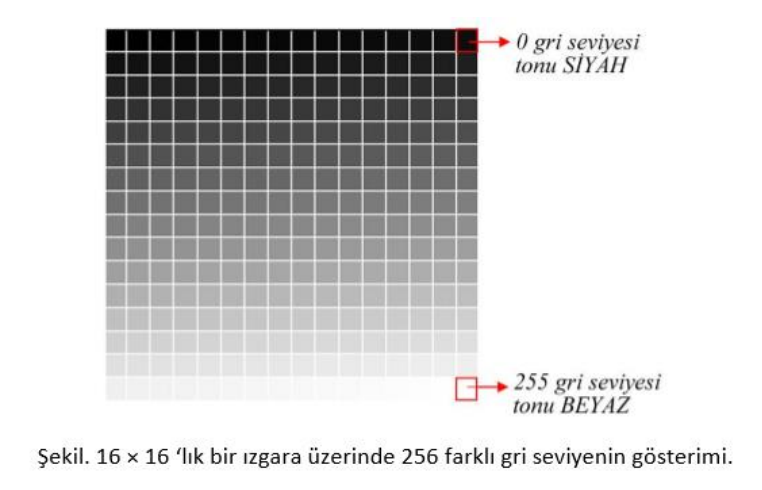 0 gri seviyesi
tonu SİYAH
255 gri seviyesi
tonu BEYAZ
Şekil. 16 × 16 ‘lık bir ızgara üzerinde 256 farklı gri seviyenin gösterimi.